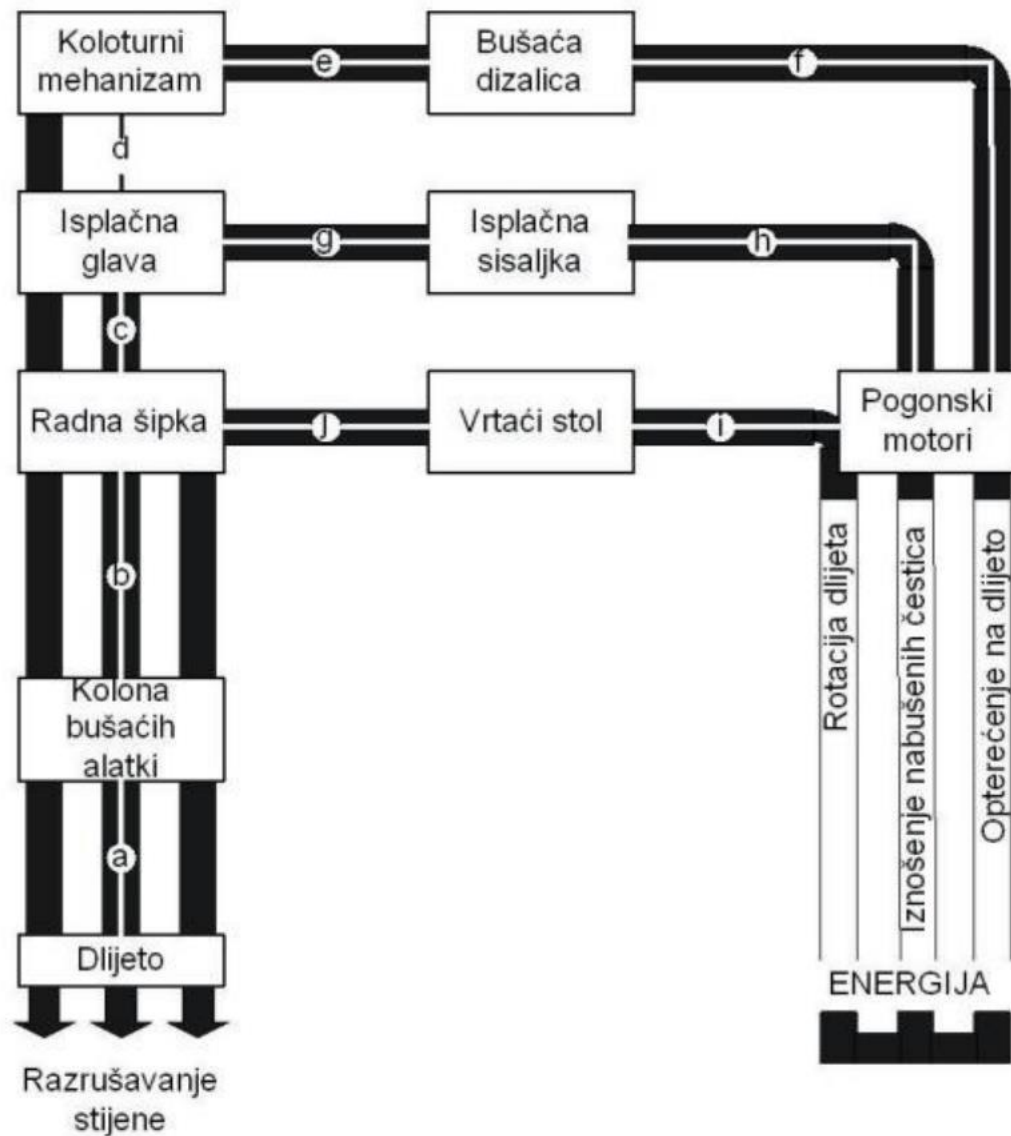 Koloturni
mehanizam
e
Bušaća
dizalica
f
d
Isplačna
glava
g
Isplačna
sisaljka
h
c
Radna šipka
j
Vrtaći stol
i
Pogonski
motori
b
Rotacija dlijeta
Iznošenje nabušenih čestica
Opterećenje na dlijeto
Kolona
bušaćih
alatki
a
Dlijeto
ENERGIJA
Razrušavanje
stijene